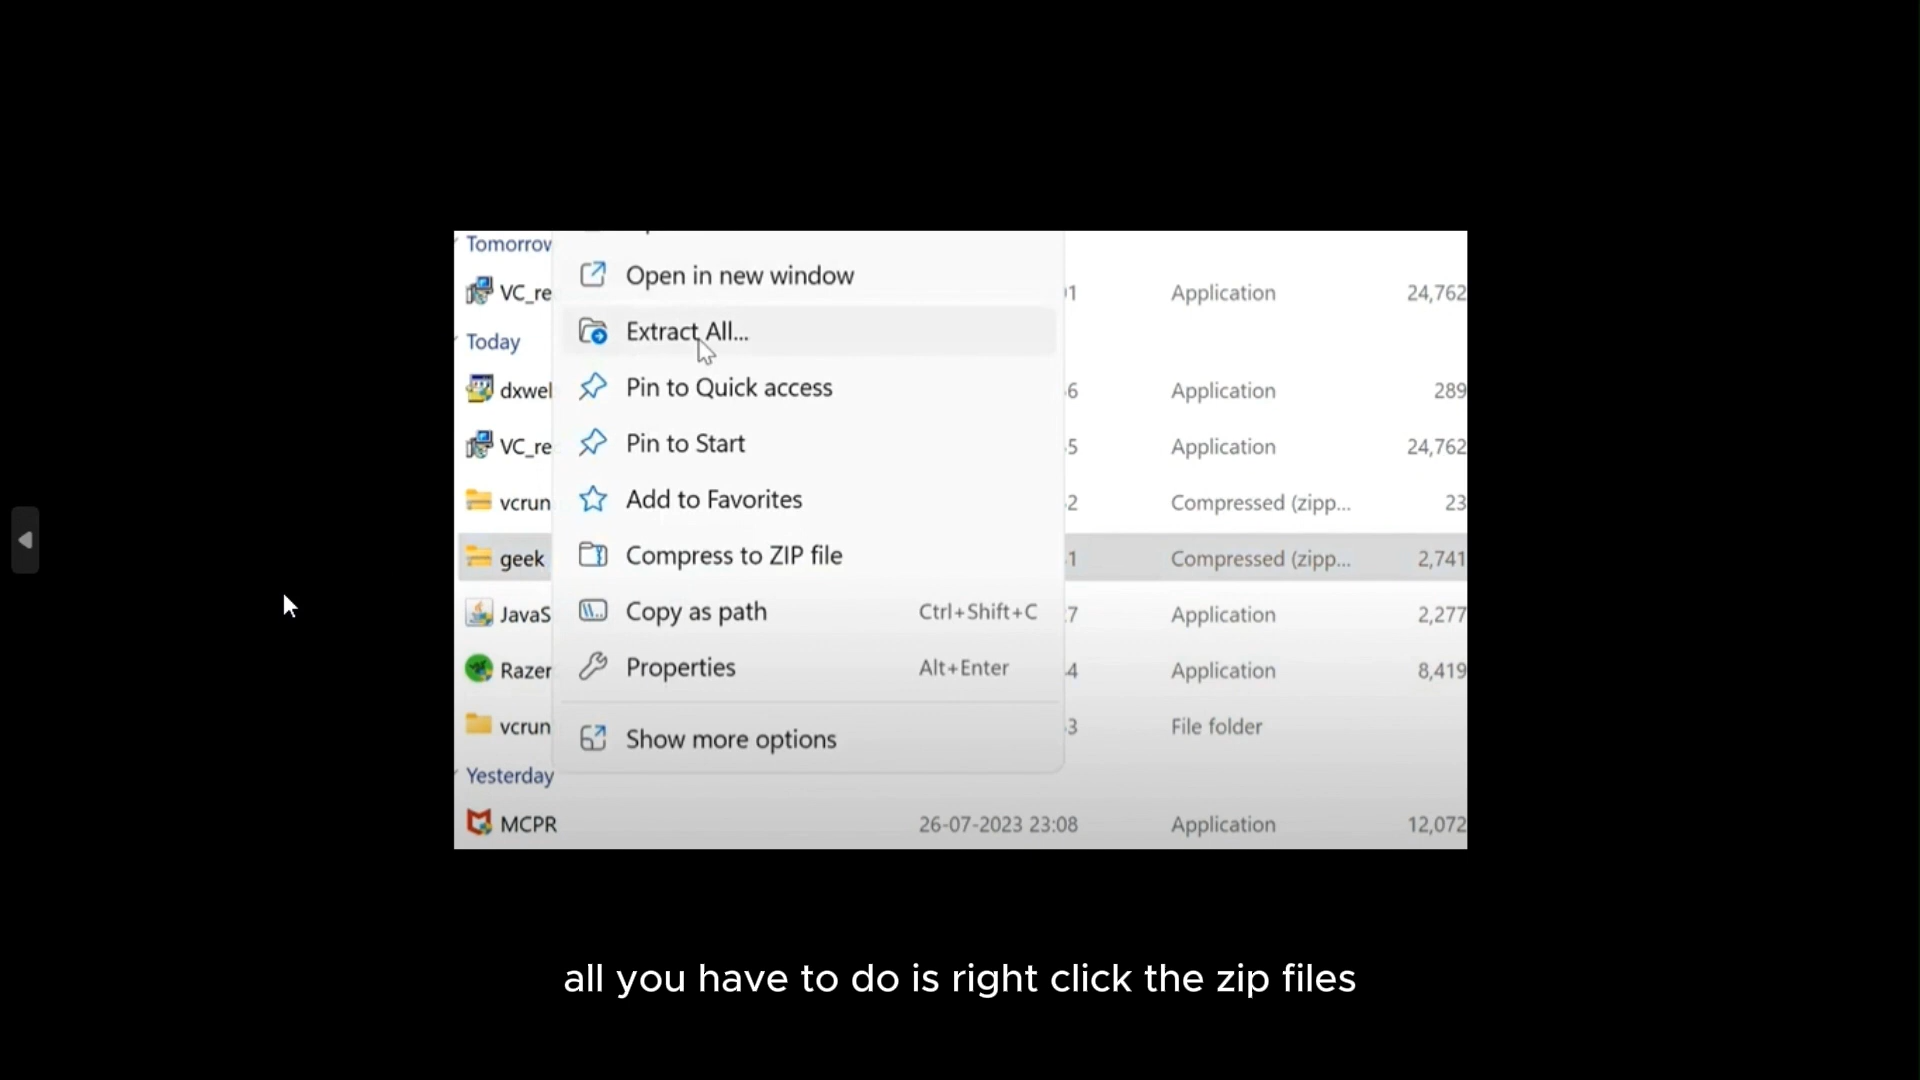 Tomorrow
Open in new window
VC_re 1 Application 24,762
Extract All...
Today
Pin to Quick access
dxwel 6 Application 289
Pin to Start
VC_re 5 Application 24,762
Add to Favorites
vcrun 2 Compressed (zipp... 23
Compress to ZIP file
geek 1 Compressed (zipp... 2,741
Copy as path Ctrl+Shift+C
JavaS 7 Application 2,277
Properties Alt+Enter
Razer 4 Application 8,419
vcrun 3 File folder
Show more options
Yesterday
MCPR 26-07-2023 23:08 Application 12,072
all you have to do is right click the zip files